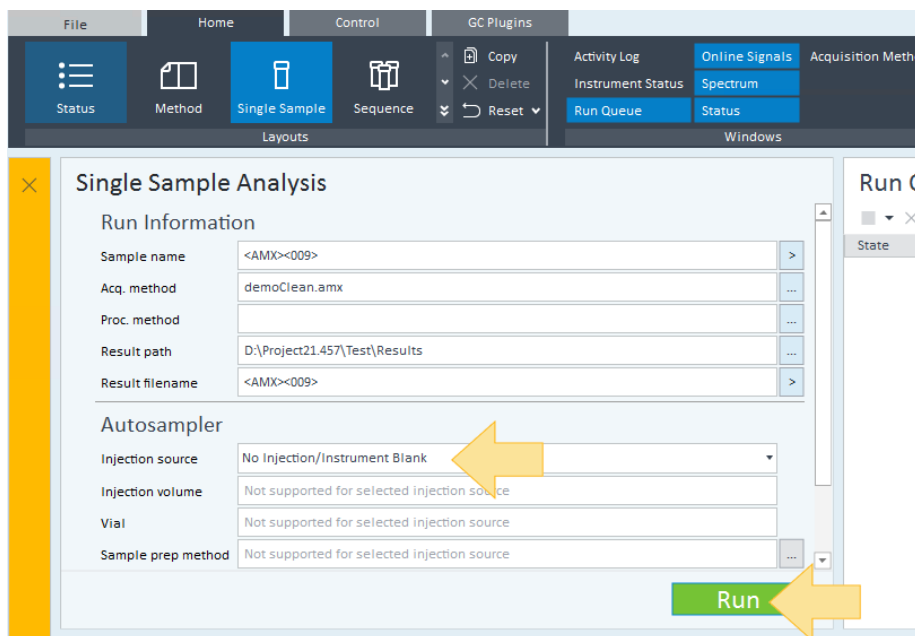 File Home Control GC Plugins
Status Method Single Sample Sequence
Copy
Delete
Reset
Layouts
Activity Log Online Signals Acquisition Meth
Instrument Status Spectrum
Run Queue Status
Windows
Single Sample Analysis
Run Information
Sample name <AMX><009> >
Acq. method demoClean.amx ...
Proc. method ...
Result path D:\Project21.457\Test\Results ...
Result filename <AMX><009> >
Autosampler
Injection source No Injection/Instrument Blank
Injection volume Not supported for selected injection source
Vial Not supported for selected injection source
Sample prep method Not supported for selected injection source ...
Run
Run
State